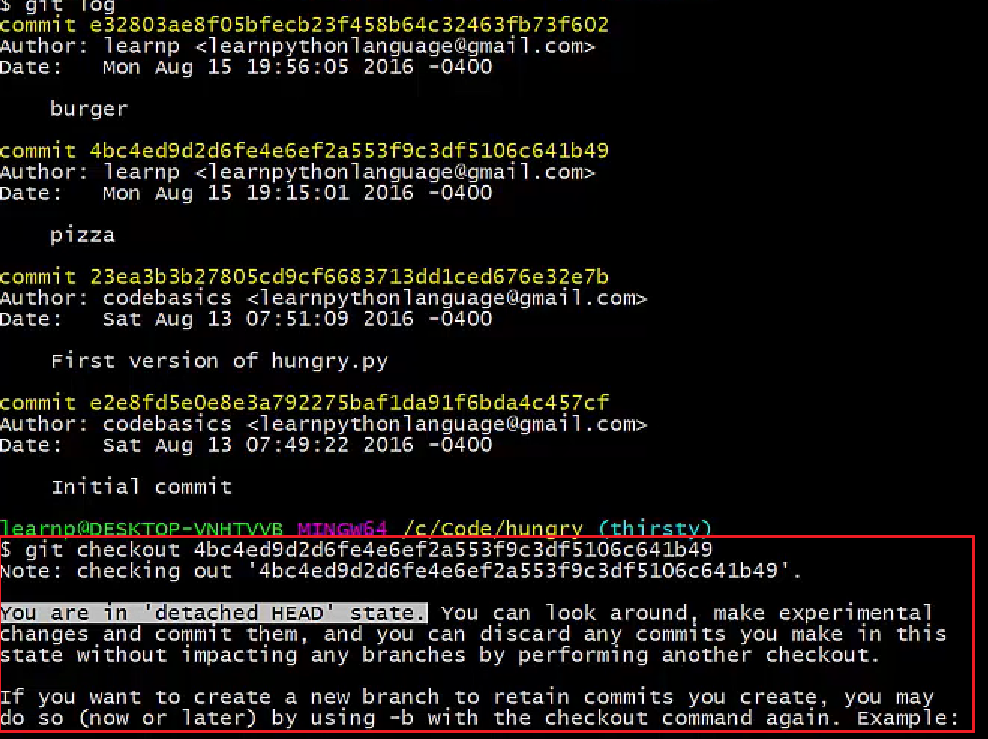 $ git log
commit e32803ae8f05bfecb23f458b64c32463fb73f602
Author: learnp <learnpythonlanguage@gmail.com>
Date:   Mon Aug 15 19:56:05 2016 -0400
burger
commit 4bc4ed9d2d6fe4e6ef2a553f9c3df5106c641b49
Author: learnp <learnpythonlanguage@gmail.com>
Date:   Mon Aug 15 19:15:01 2016 -0400
pizza
commit 23ea3b3b27805cd9cf6683713dd1ced676e32e7b
Author: codebasics <learnpythonlanguage@gmail.com>
Date:   Sat Aug 13 07:51:09 2016 -0400
First version of hungry.py
commit e2e8fd5e0e8e3a792275baf1da91f6bda4c457cf
Author: codebasics <learnpythonlanguage@gmail.com>
Date:   Sat Aug 13 07:49:22 2016 -0400
Initial commit
learnp@DESKTOP-VNHTVVB MINGW64 /c/Code/hungry (thirsty)
$ git checkout 4bc4ed9d2d6fe4e6ef2a553f9c3df5106c641b49
Note: checking out '4bc4ed9d2d6fe4e6ef2a553f9c3df5106c641b49'.
You are in 'detached HEAD' state. You can look around, make experimental
changes and commit them, and you can discard any commits you make in this
state without impacting any branches by performing another checkout.
If you want to create a new branch to retain commits you create, you may
do so (now or later) by using -b with the checkout command again. Example: